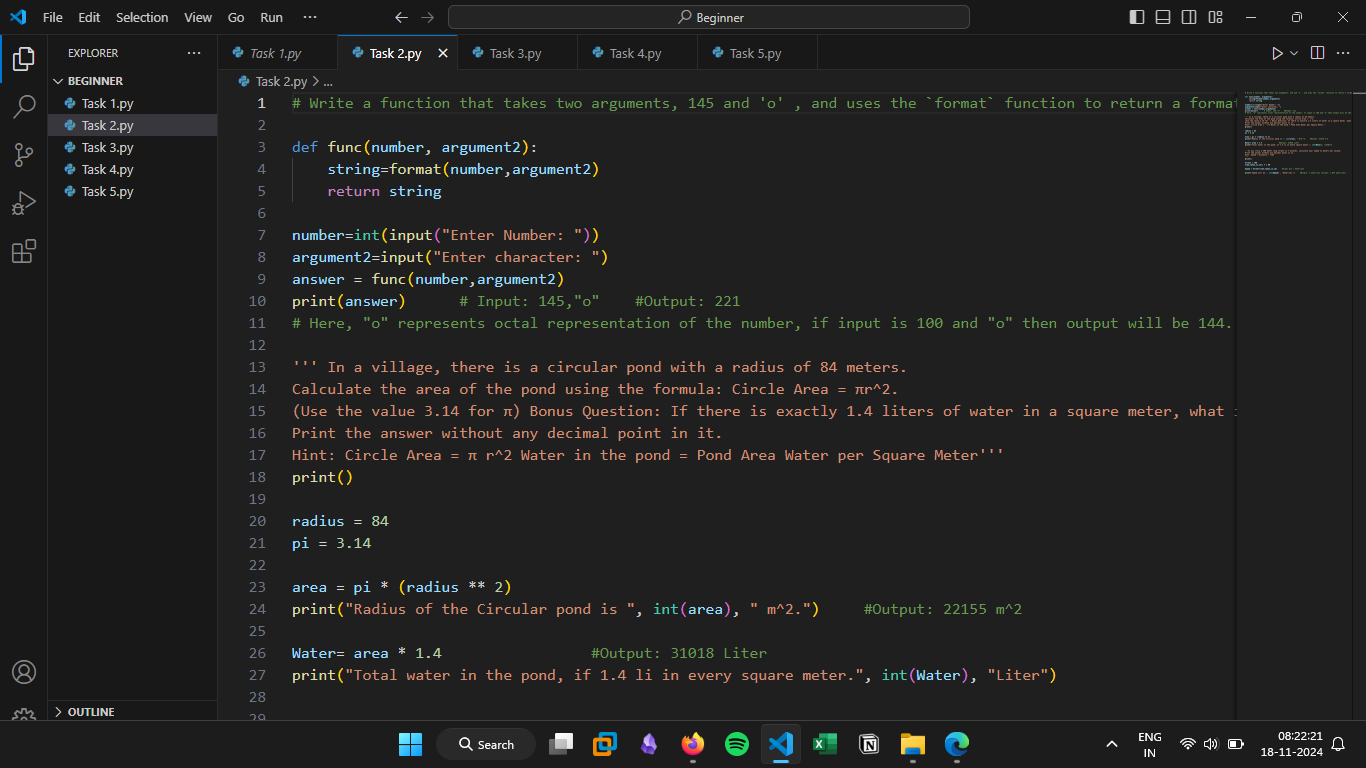 File Edit Selection View Go Run ··· Beginner
EXPLORER ···
Task 1.py Task 2.py Task 3.py Task 4.py Task 5.py
BEGINNER
Task 1.py
Task 2.py
Task 3.py
Task 4.py
Task 5.py
OUTLINE
Task 2.py > ...
1 # Write a function that takes two arguments, 145 and 'o' , and uses the `format` function to return a format
2
3 def func(number, argument2):
4 string=format(number,argument2)
5 return string
6
7 number=int(input("Enter Number: "))
8 argument2=input("Enter character: ")
9 answer = func(number,argument2)
10 print(answer) # Input: 145,"o" #Output: 221
11 # Here, "o" represents octal representation of the number, if input is 100 and "o" then output will be 144.
12
13 ''' In a village, there is a circular pond with a radius of 84 meters.
14 Calculate the area of the pond using the formula: Circle Area = πr^2.
15 (Use the value 3.14 for π) Bonus Question: If there is exactly 1.4 liters of water in a square meter, what
16 Print the answer without any decimal point in it.
17 Hint: Circle Area = π r^2 Water in the pond = Pond Area Water per Square Meter'''
18 print()
19
20 radius = 84
21 pi = 3.14
22
23 area = pi * (radius ** 2)
24 print("Radius of the Circular pond is ", int(area), " m^2.") #Output: 22155 m^2
25
26 Water= area * 1.4 #Output: 31018 Liter
27 print("Total water in the pond, if 1.4 li in every square meter.", int(Water), "Liter")
28
29
Search
ENG
IN
08:22:21
18-11-2024